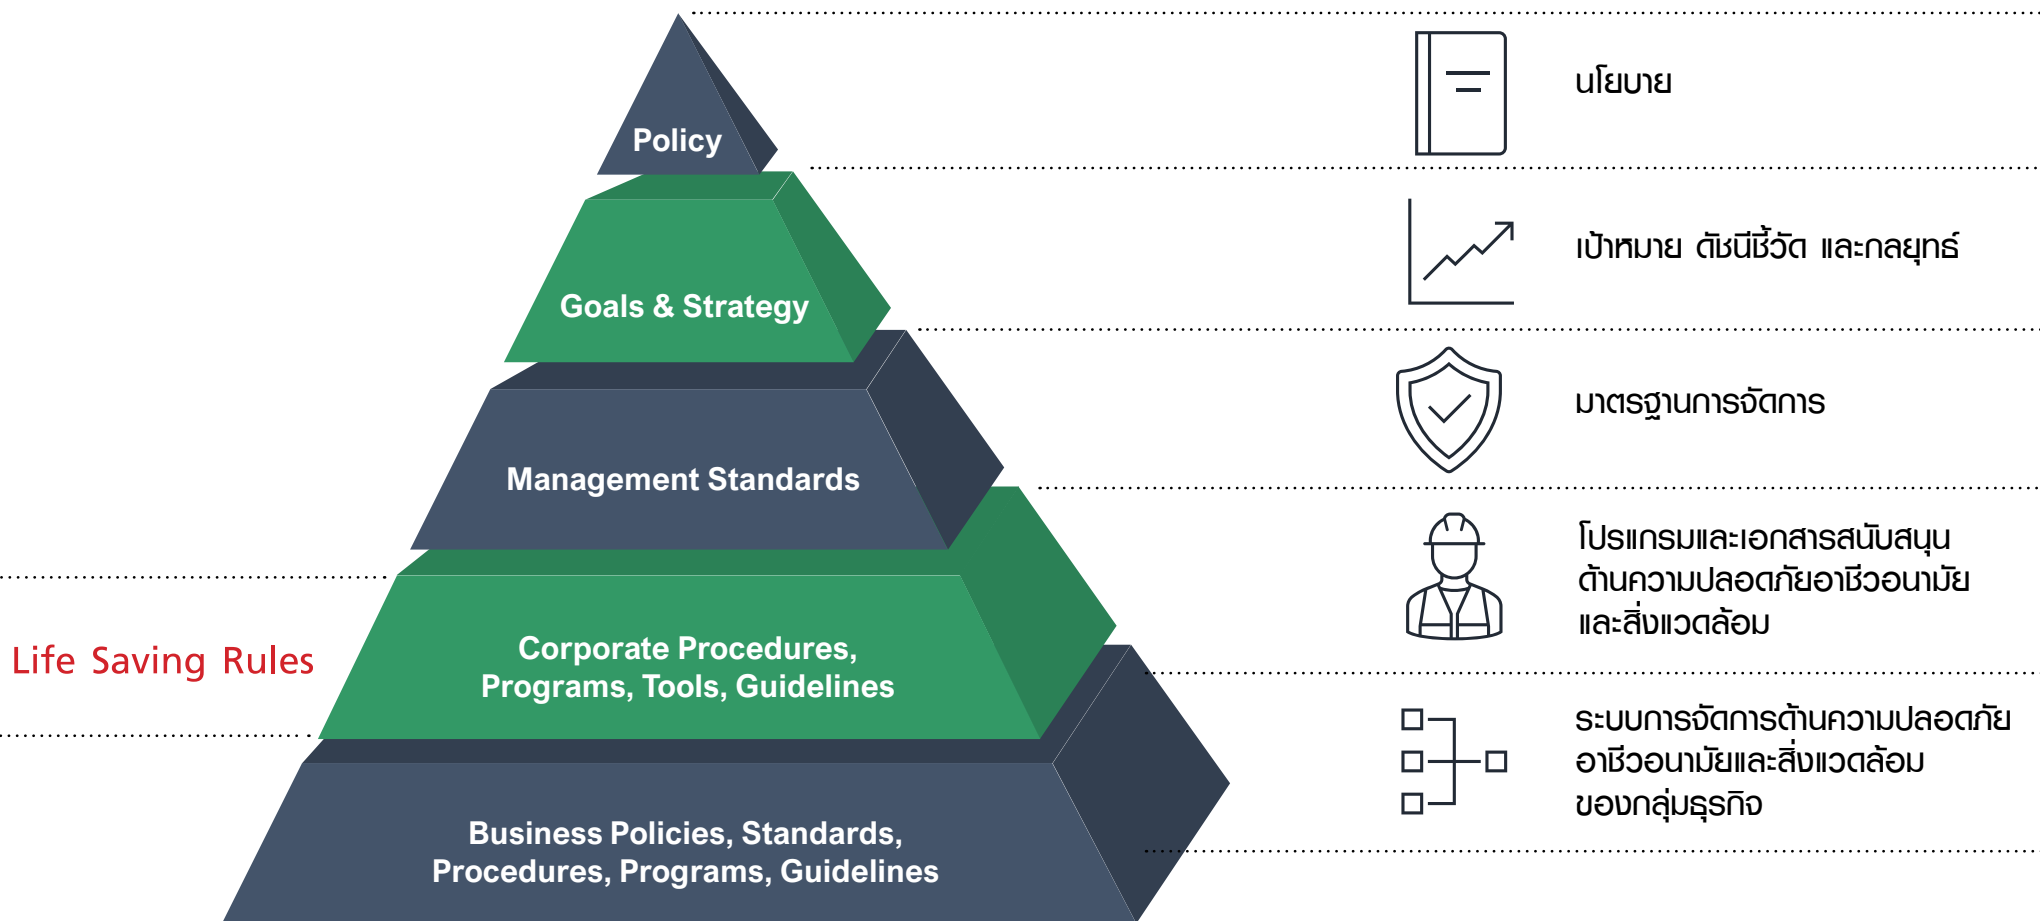 Policy
นโยบาย
Goals & Strategy
เป้าหมาย ดัชนีชี้วัด และกลยุทธ์
Management Standards
มาตรฐานการจัดการ
Life Saving Rules
Corporate Procedures,
Programs, Tools, Guidelines
โปรแกรมและเอกสารสนับสนุน
ด้านความปลอดภัยอาชีวอนามัย
และสิ่งแวดล้อม
Business Policies, Standards,
Procedures, Programs, Guidelines
ระบบการจัดการด้านความปลอดภัย
อาชีวอนามัยและสิ่งแวดล้อม
ของกลุ่มธุรกิจ